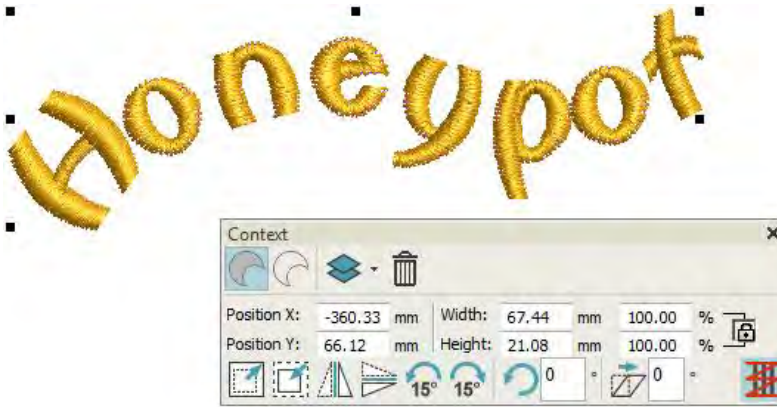 Honeypot
Context
Position X: -360.33 mm Width: 67.44 mm 100.00 %
Position Y: 66.12 mm Height: 21.08 mm 100.00 %
15° 15° 0 ° 0 °